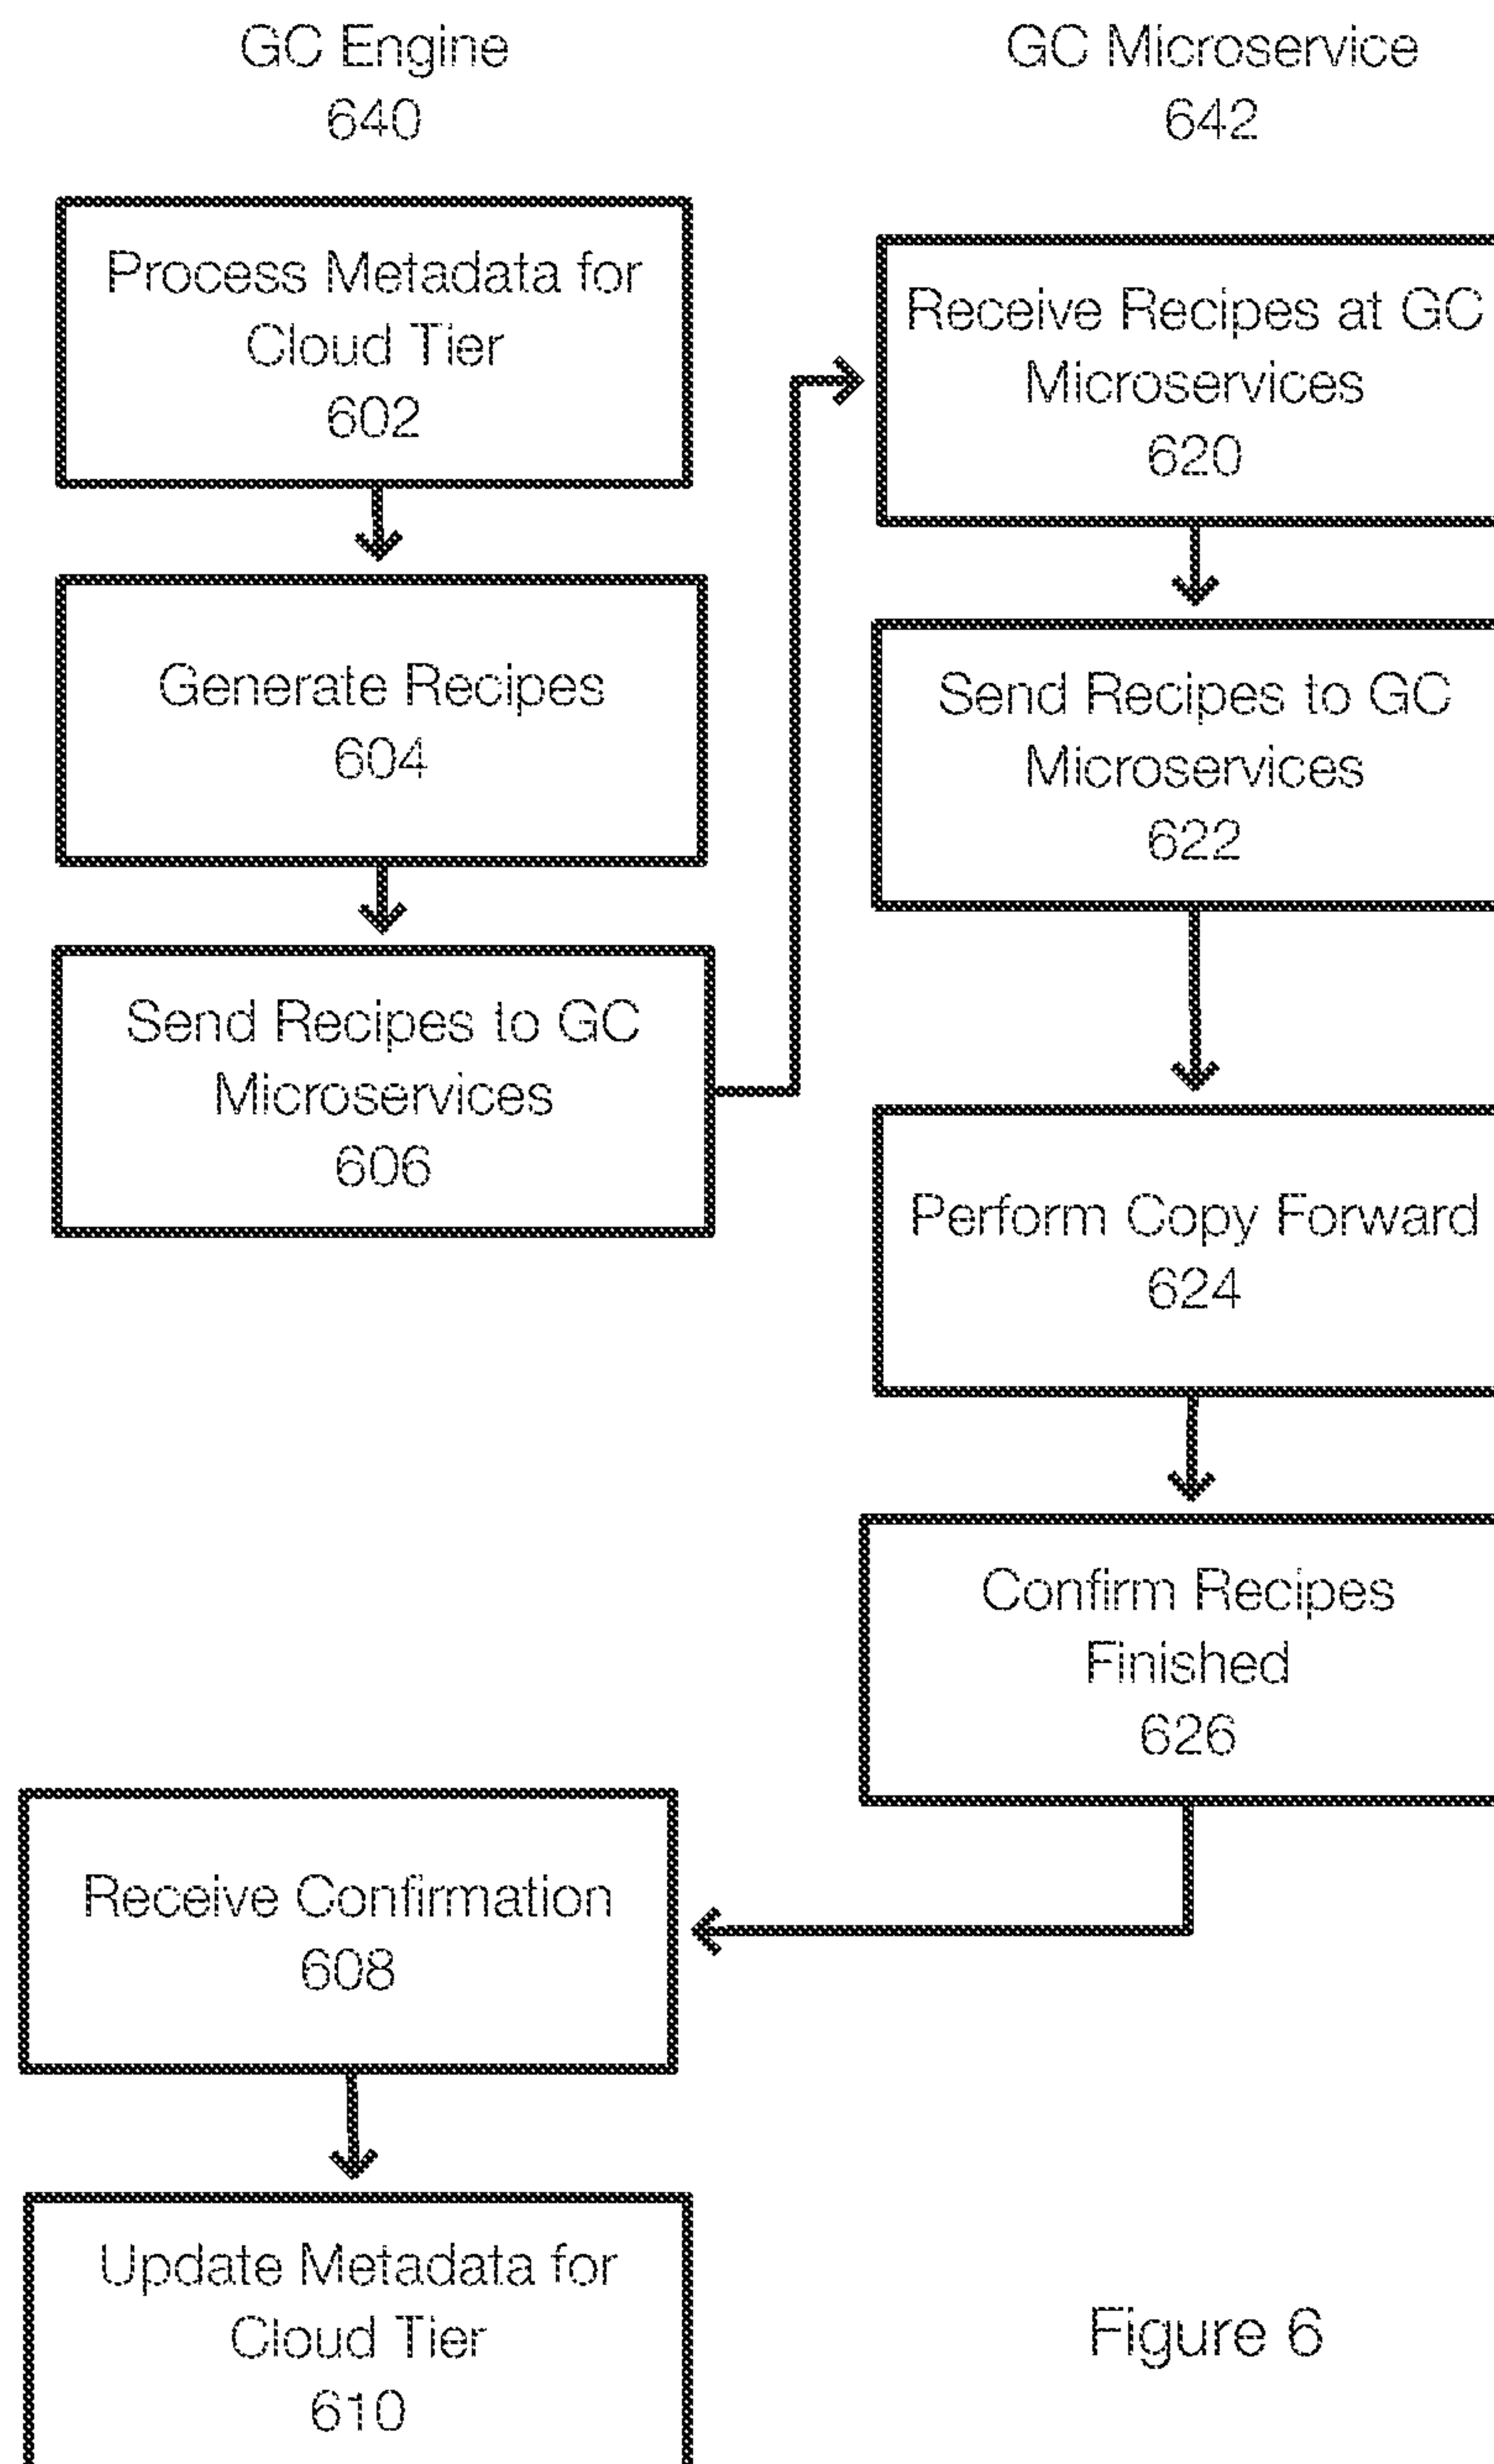 GC Engine
640
GC Microservice
642
Process Metadata for
Cloud Tier
602
Generate Recipes
604
Send Recipes to GC
Microservices
606
Receive Recipes at GC
Microservices
620
Send Recipes to GC
Microservices
622
Perform Copy Forward
624
Confirm Recipes
Finished
626
Receive Confirmation
608
Update Metadata for
Cloud Tier
610
Figure 6